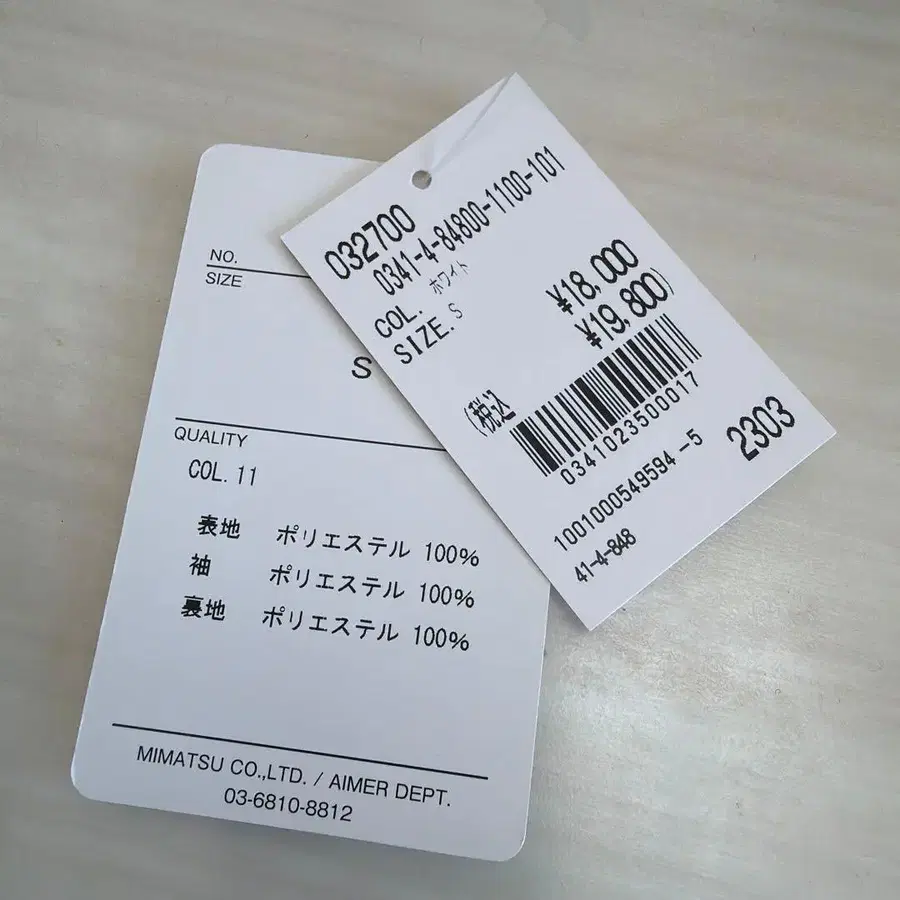 NO.
SIZE
S
QUALITY
COL. 11
表地 ポリエステル 100%
袖 ポリエステル 100%
裏地 ポリエステル 100%
MIMATSU CO.,LTD. / AIMER DEPT.
03-6810-8812
032700
0341-4-84800-1100-101
COL. ホワイト
SIZE. S
¥18,000
(税込 ¥19,800)
0341023500017
2303
1001000549594-5
41-4-848